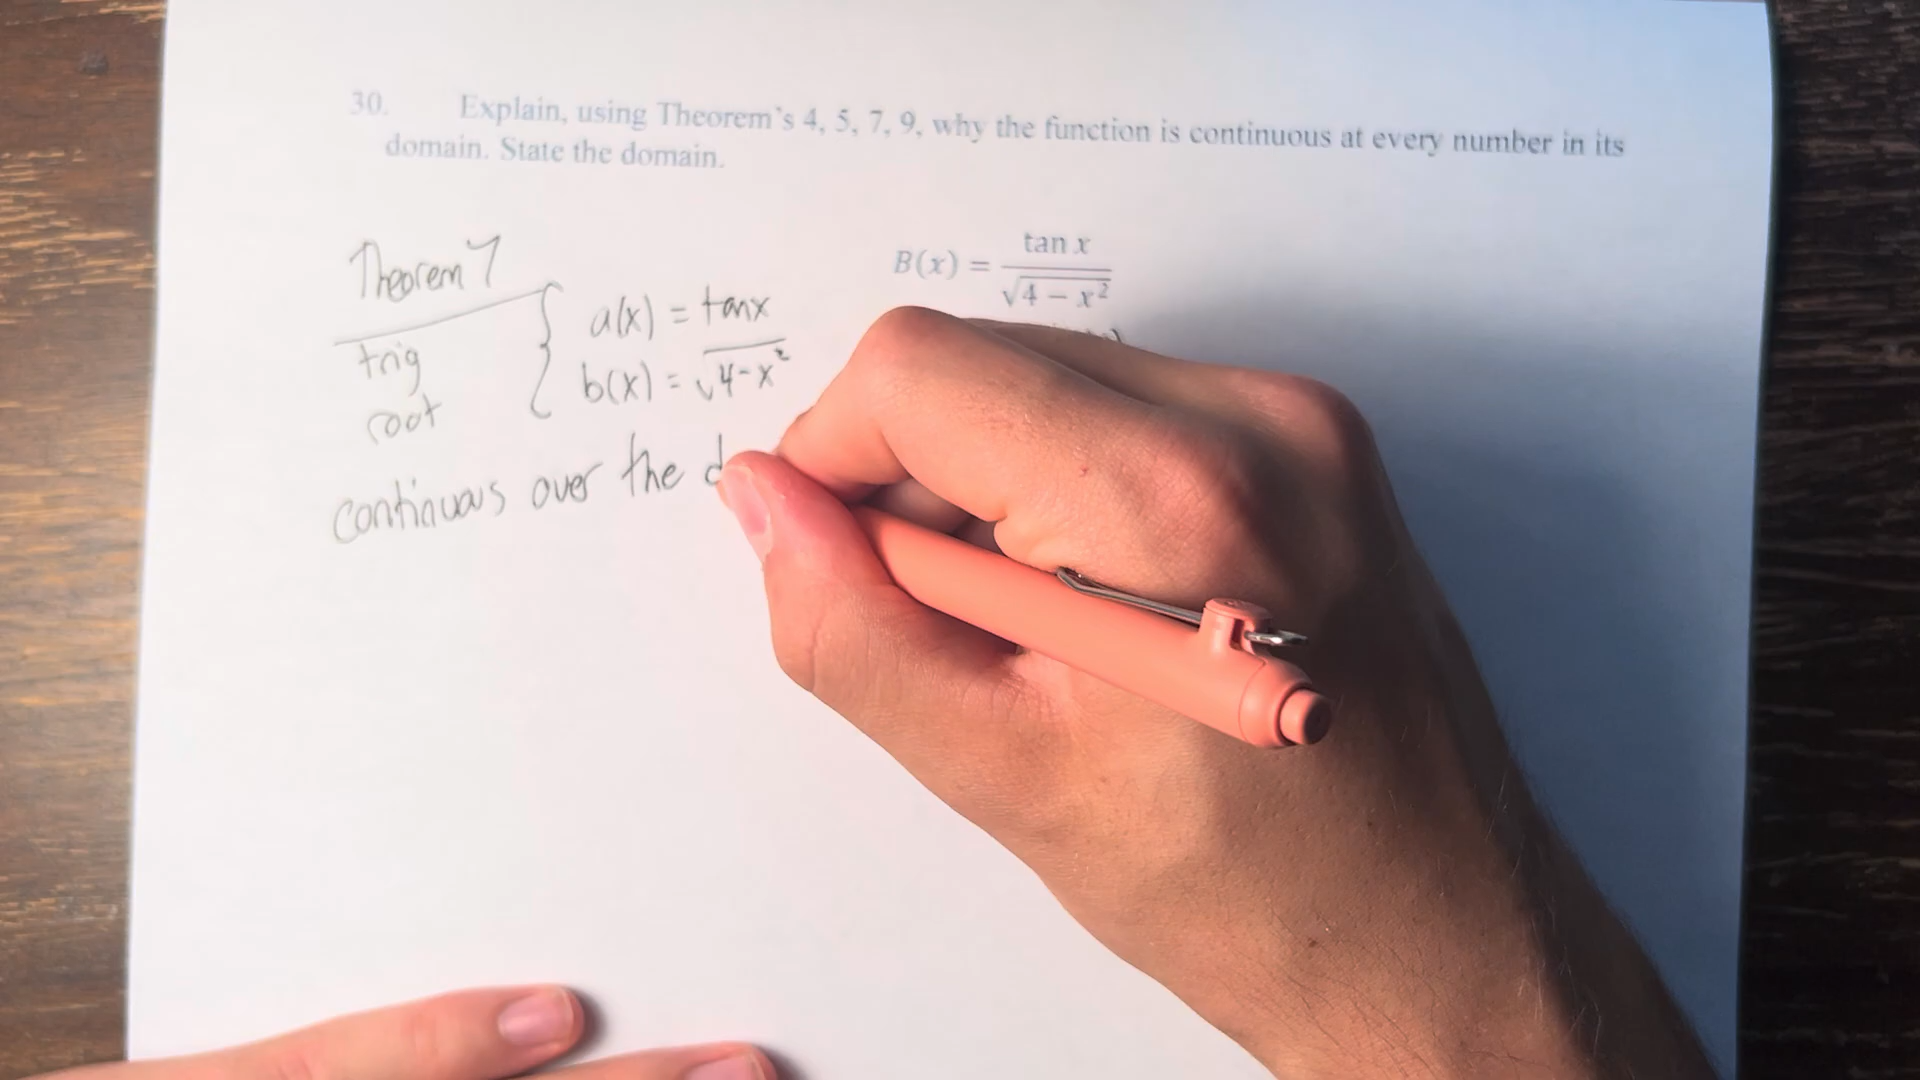 30. Explain, using Theorem's 4, 5, 7, 9, why the function is continuous at every number in its
domain. State the domain.
B(x) = tan x / √(4 − x²)
Theorem 7
trig
root
a(x) = tan x
b(x) = √(4-x²)
continuous over the d